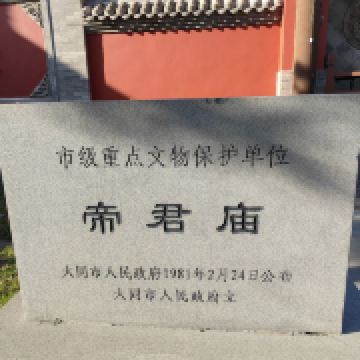 市级重点文物保护单位
帝君庙
大同市人民政府1981年2月24日公布
大同市人民政府立